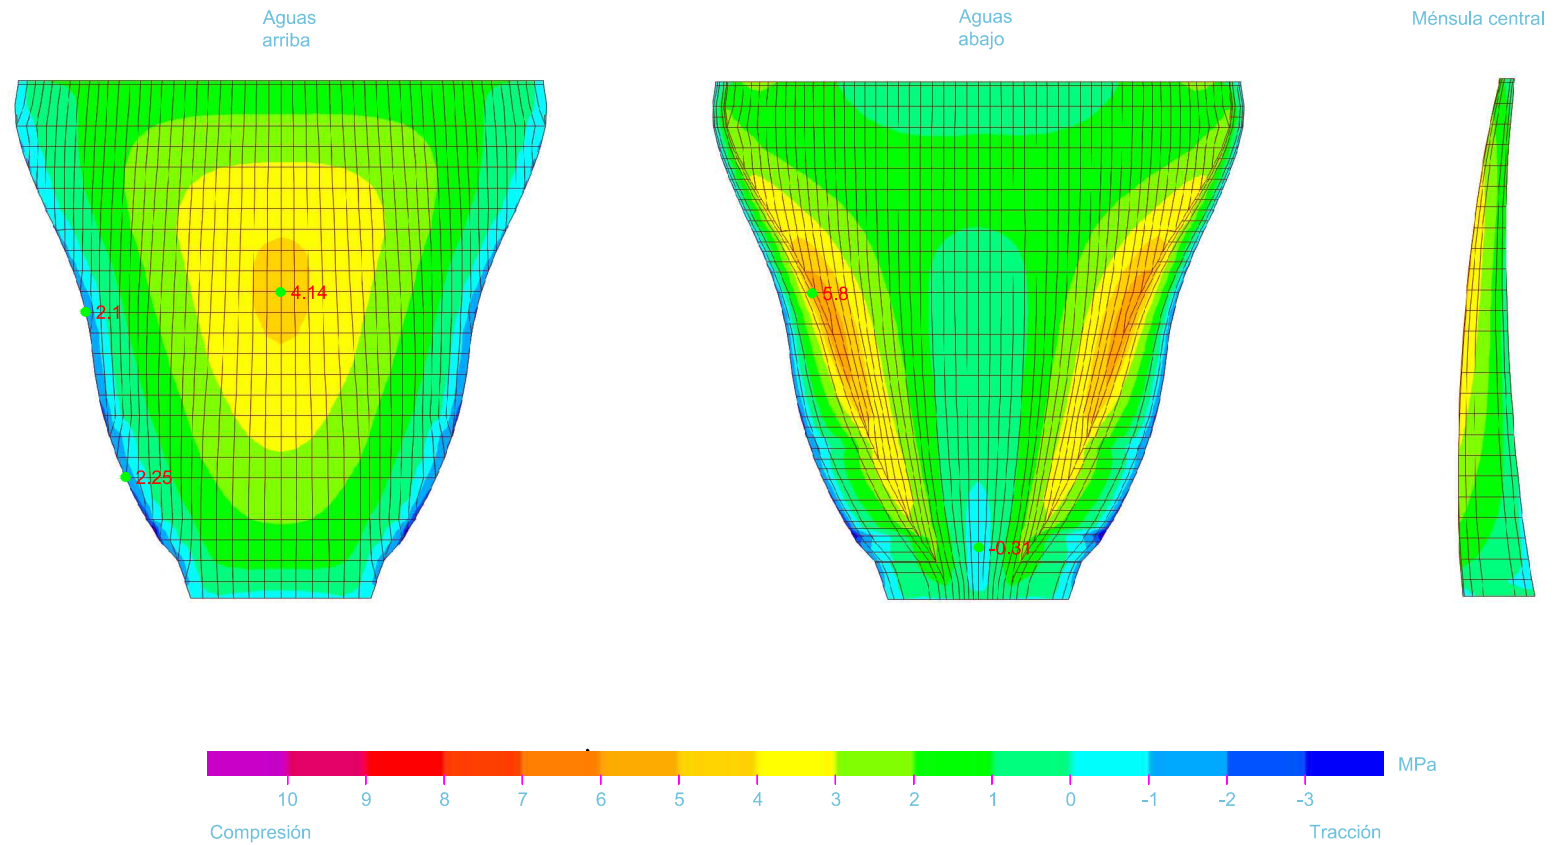 Aguas
arriba
Aguas
abajo
Ménsula central
4.14
2.1
2.25
5.8
-0.31
MPa
10 9 8 7 6 5 4 3 2 1 0 -1 -2 -3
Compresión
Tracción